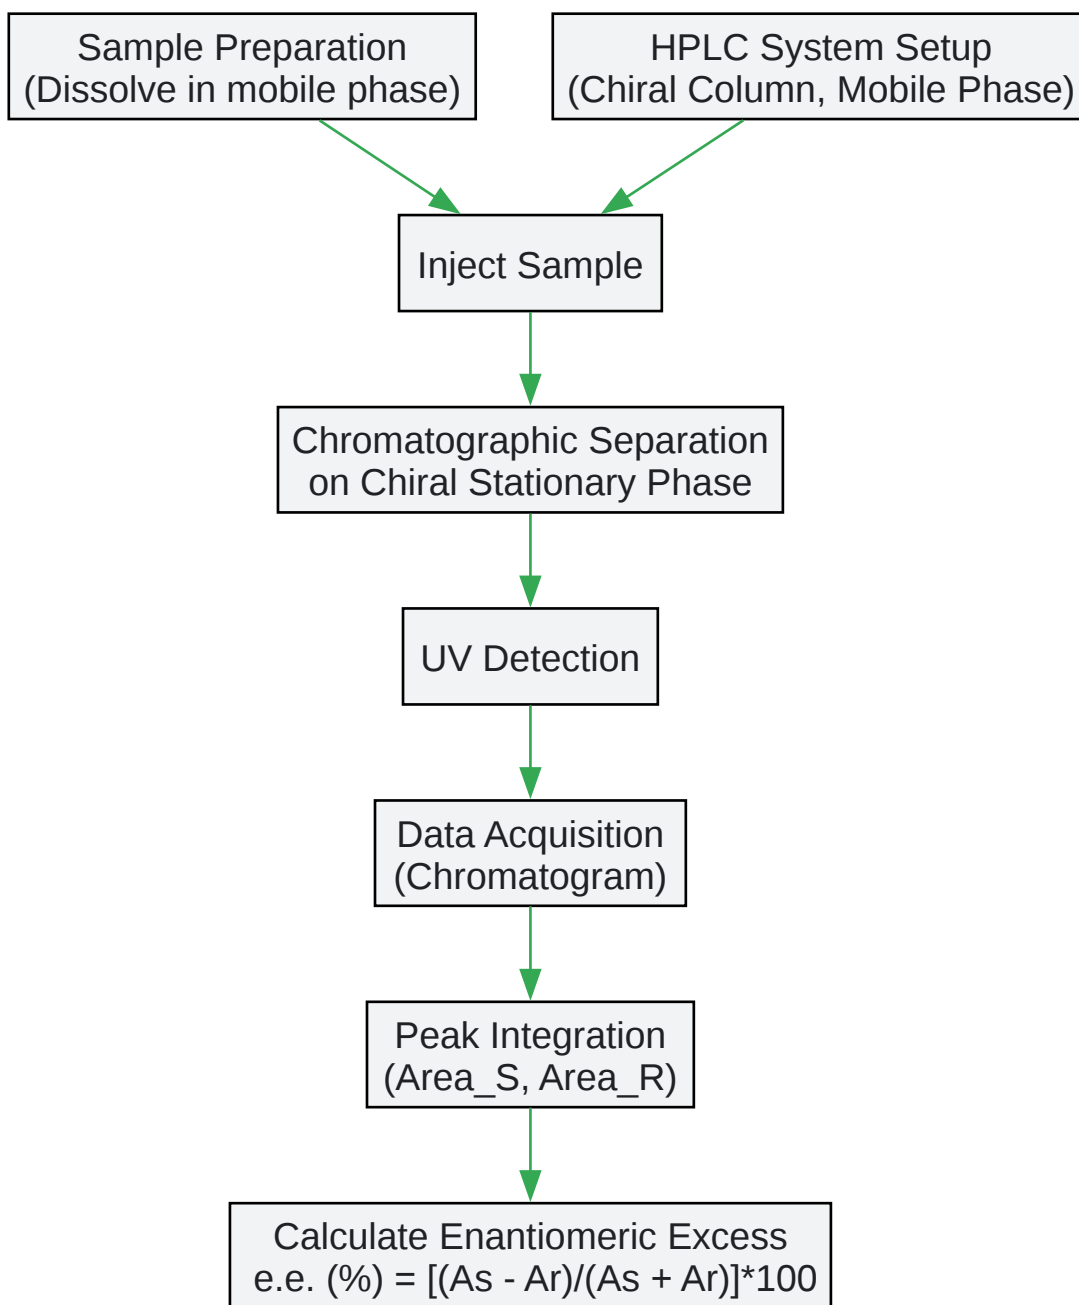 Sample Preparation
(Dissolve in mobile phase)
HPLC System Setup
(Chiral Column, Mobile Phase)
Inject Sample
Chromatographic Separation
on Chiral Stationary Phase
UV Detection
Data Acquisition
(Chromatogram)
Peak Integration
(Area_S, Area_R)
Calculate Enantiomeric Excess
e.e. (%) = [(As - Ar)/(As + Ar)]*100